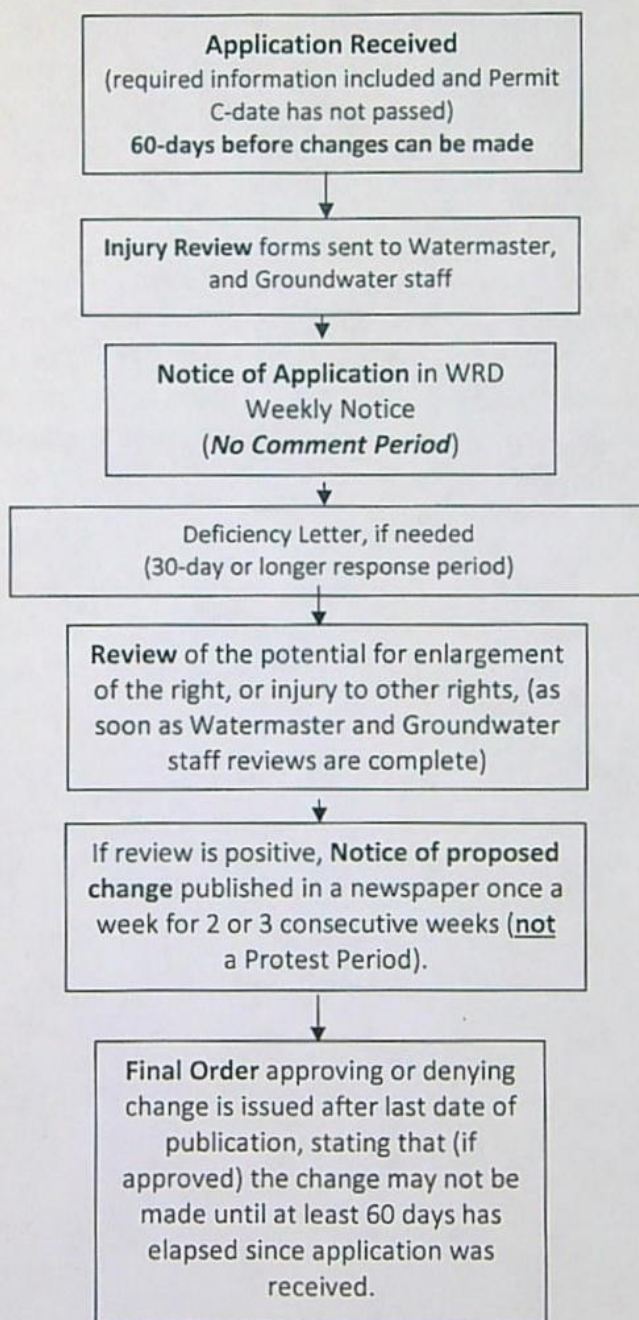 Application Received
(required information included and Permit
C-date has not passed)
60-days before changes can be made
Injury Review forms sent to Watermaster,
and Groundwater staff
Notice of Application in WRD
Weekly Notice
(No Comment Period)
Deficiency Letter, if needed
(30-day or longer response period)
Review of the potential for enlargement
of the right, or injury to other rights, (as
soon as Watermaster and Groundwater
staff reviews are complete)
If review is positive, Notice of proposed
change published in a newspaper once a
week for 2 or 3 consecutive weeks (not
a Protest Period).
Final Order approving or denying
change is issued after last date of
publication, stating that (if
approved) the change may not be
made until at least 60 days has
elapsed since application was
received.